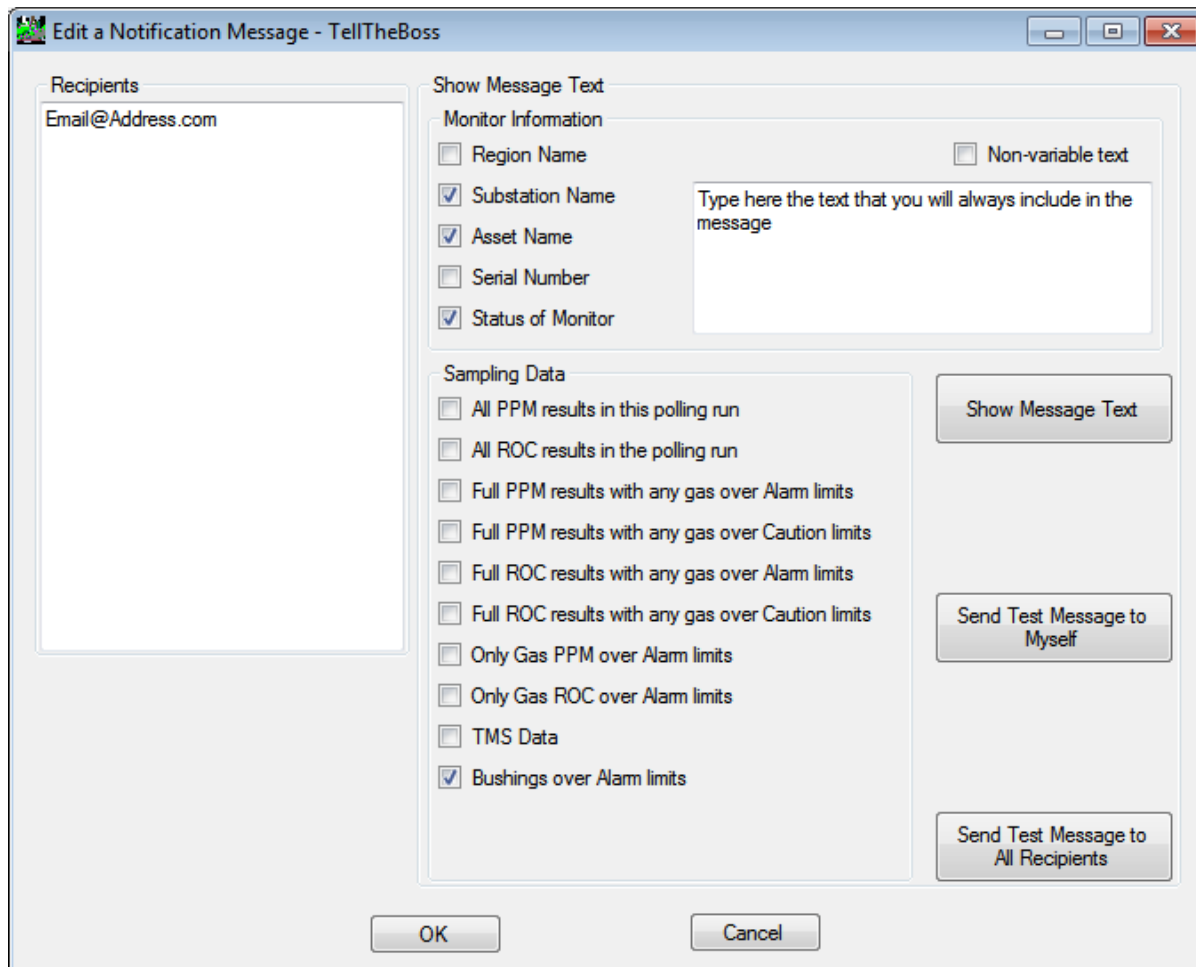 Edit a Notification Message - TellTheBoss
Recipients
Email@Address.com
Show Message Text
Monitor Information
Region Name
Non-variable text
Substation Name
Asset Name
Serial Number
Status of Monitor
Type here the text that you will always include in the
message
Sampling Data
All PPM results in this polling run
All ROC results in the polling run
Full PPM results with any gas over Alarm limits
Full PPM results with any gas over Caution limits
Full ROC results with any gas over Alarm limits
Full ROC results with any gas over Caution limits
Only Gas PPM over Alarm limits
Only Gas ROC over Alarm limits
TMS Data
Bushings over Alarm limits
Show Message Text
Send Test Message to
Myself
Send Test Message to
All Recipients
OK
Cancel